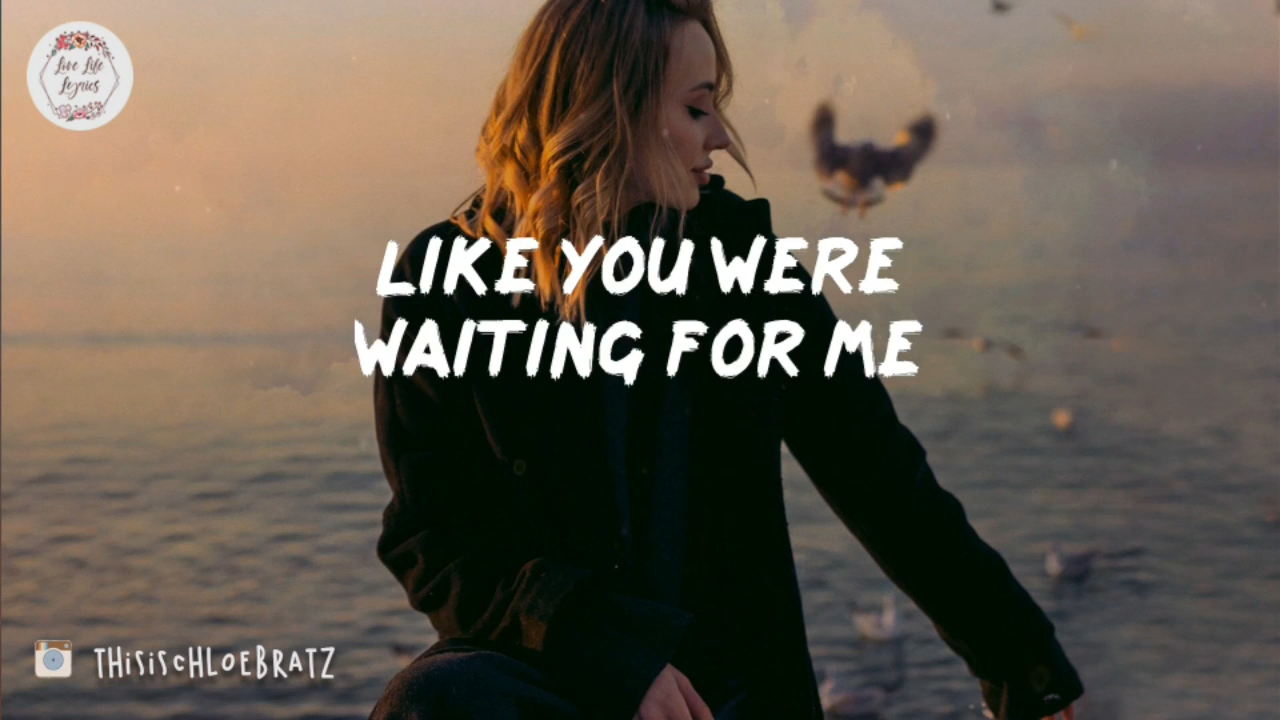 Live Life
Lyrics
LIKE YOU WERE
WAITING FOR ME
THISISCHLOEBRATZ